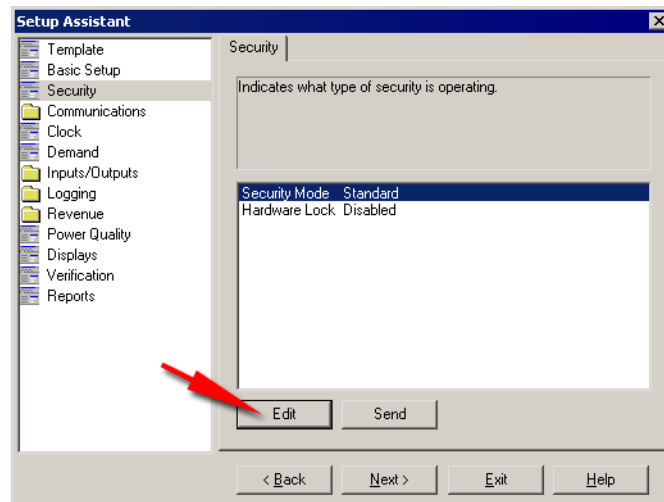 Setup Assistant
Template
Basic Setup
Security
Communications
Clock
Demand
Inputs/Outputs
Logging
Revenue
Power Quality
Displays
Verification
Reports
Security
Indicates what type of security is operating.
Security Mode Standard
Hardware Lock Disabled
Edit Send
< Back Next > Exit Help